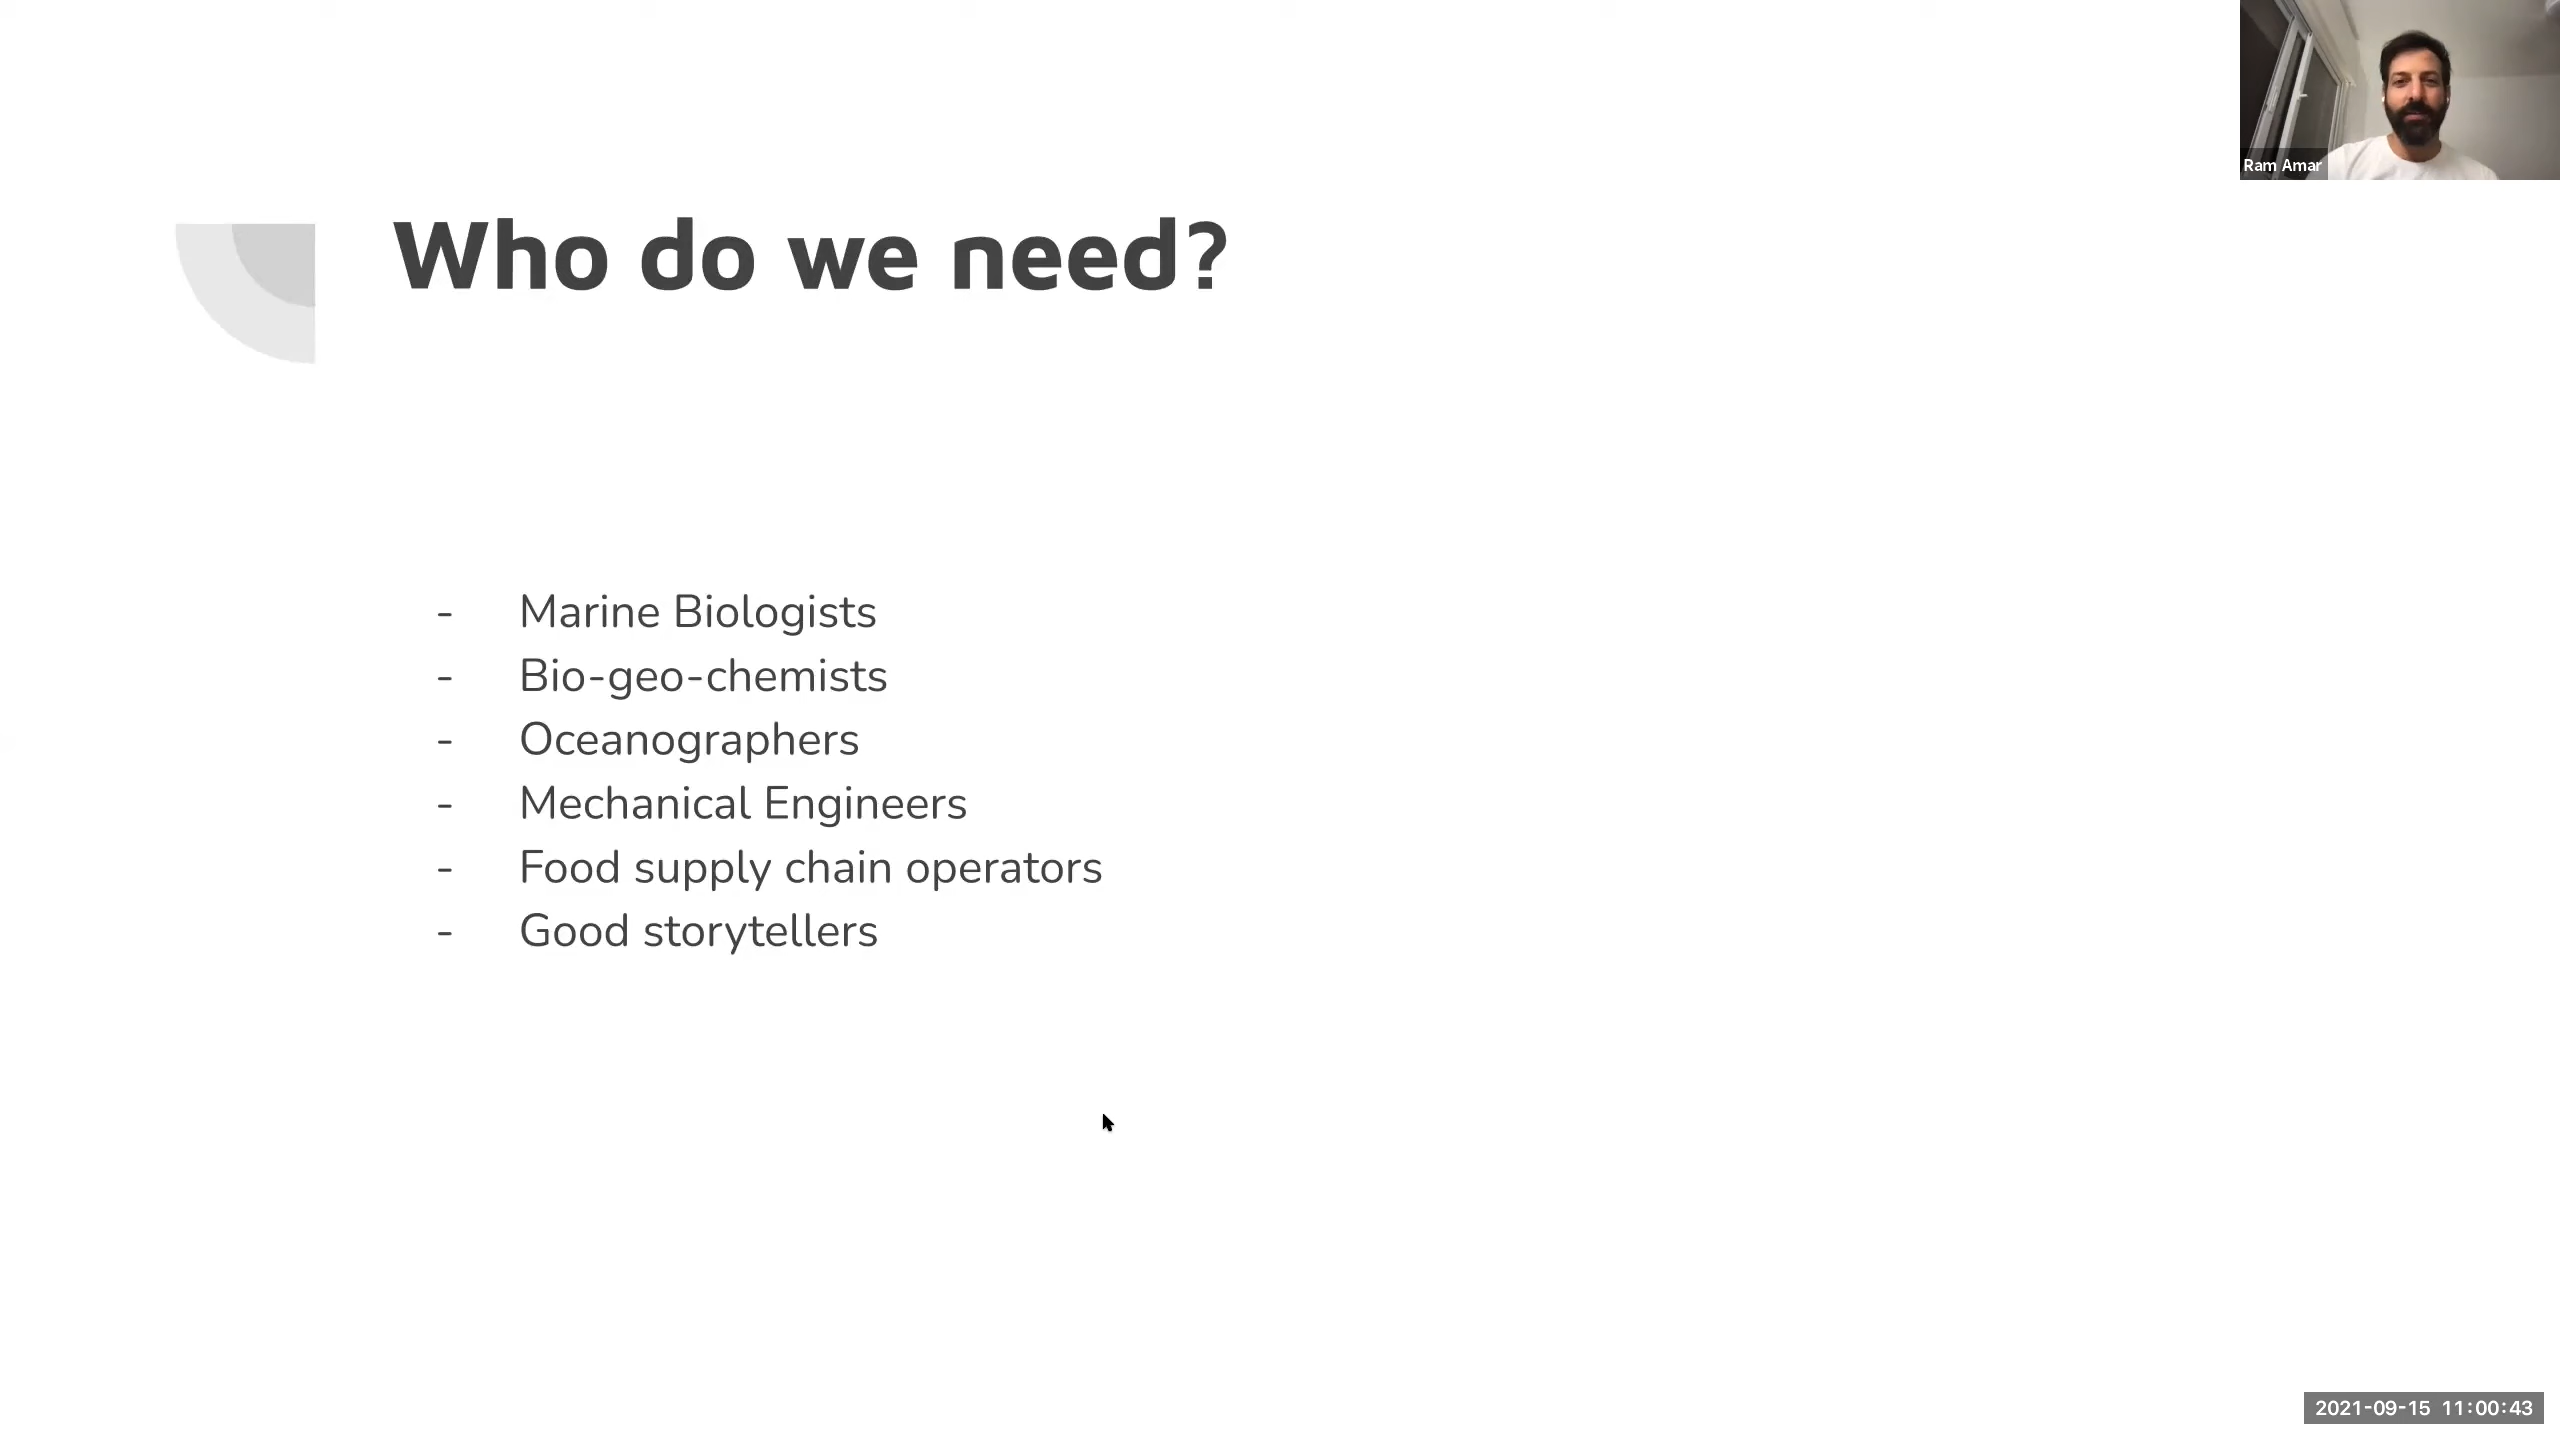 Ram Amar
Who do we need?
- Marine Biologists
- Bio-geo-chemists
- Oceanographers
- Mechanical Engineers
- Food supply chain operators
- Good storytellers
2021-09-15 11:00:43